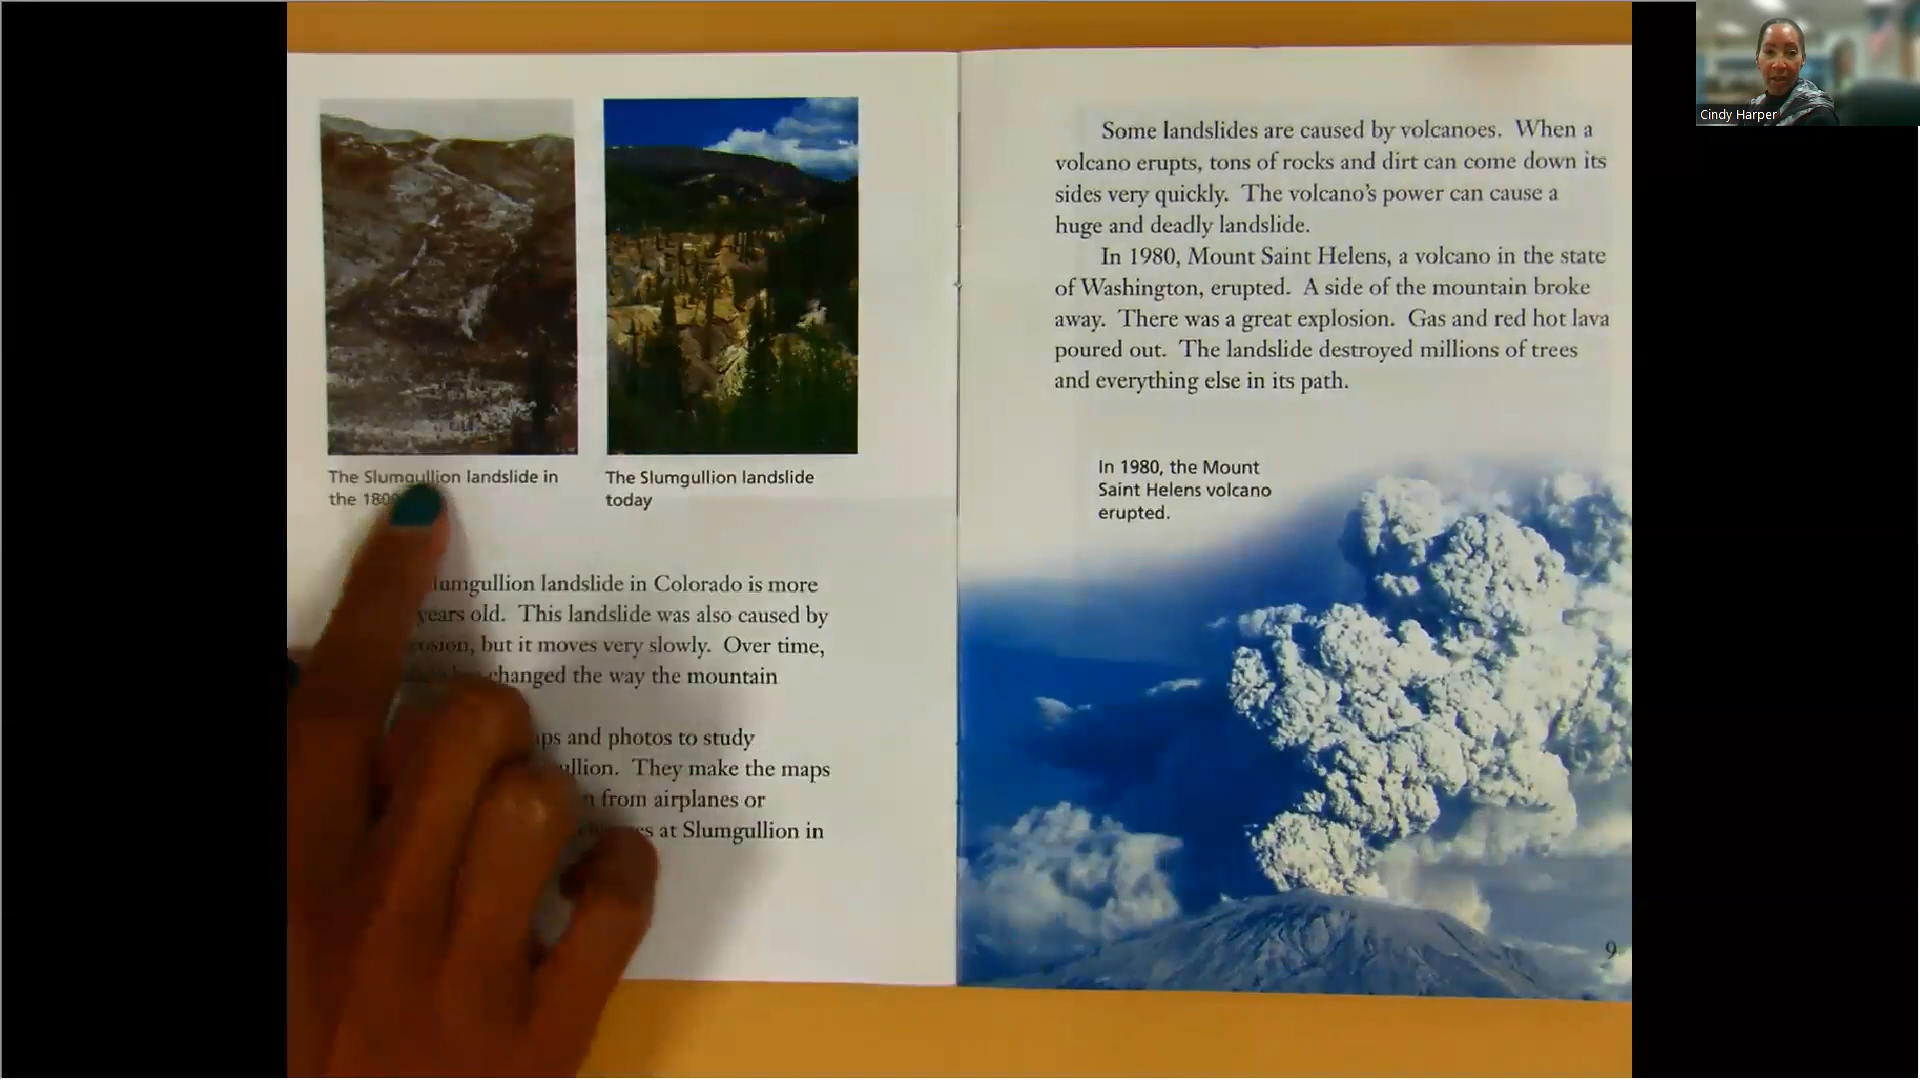 The Slumgullion landslide in
the
The Slumgullion landslide
today
landslide in Colorado is more
years old. This landslide was also caused by
but it moves very slowly. Over time,
changed the way the mountain
and photos to study
They make the maps
from airplanes or
at Slumgullion in
Some landslides are caused by volcanoes. When a
volcano erupts, tons of rocks and dirt can come down its
sides very quickly. The volcano's power can cause a
huge and deadly landslide.
In 1980, Mount Saint Helens, a volcano in the state
of Washington, erupted. A side of the mountain broke
away. There was a great explosion. Gas and red hot lava
poured out. The landslide destroyed millions of trees
and everything else in its path.
In 1980, the Mount
Saint Helens volcano
erupted.
9
Cindy Harper